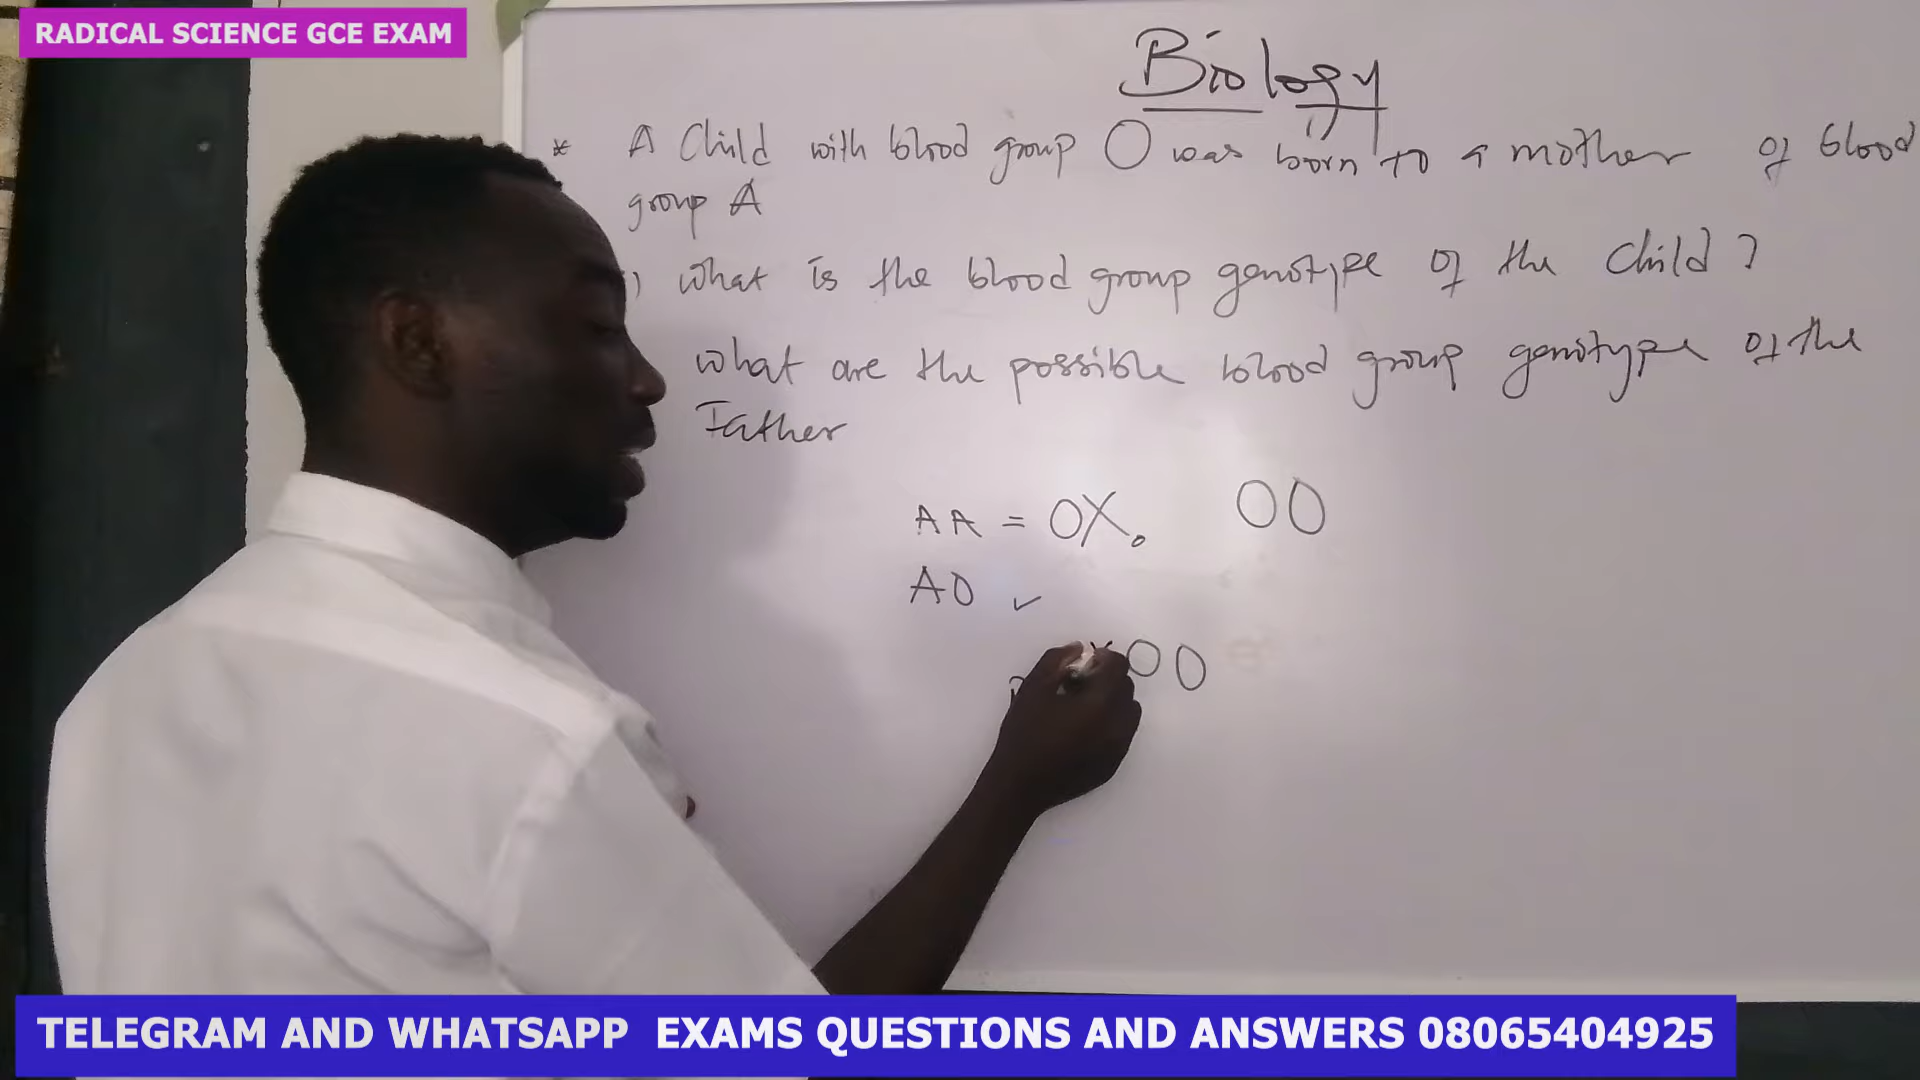 RADICAL SCIENCE GCE EXAM
Biology
* A Child with blood group O was born to a mother of blood
group A
) what is the blood group genotype of the Child?
what are the possible blood group genotype of the
Father
AA = OX. OO
AO ✓
OO
TELEGRAM AND WHATSAPP EXAMS QUESTIONS AND ANSWERS 08065404925